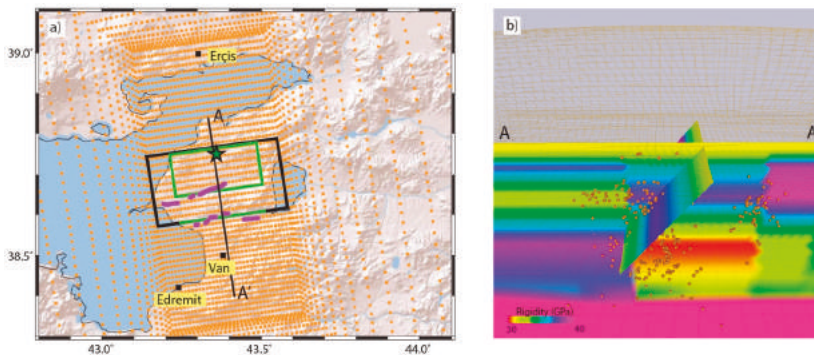 a)
39.0˚
Erçis
A
38.5˚
Van
Edremit
A'
43.0˚
43.5˚
44.0˚
b)
A
A
Rigidity (GPa)
30
40